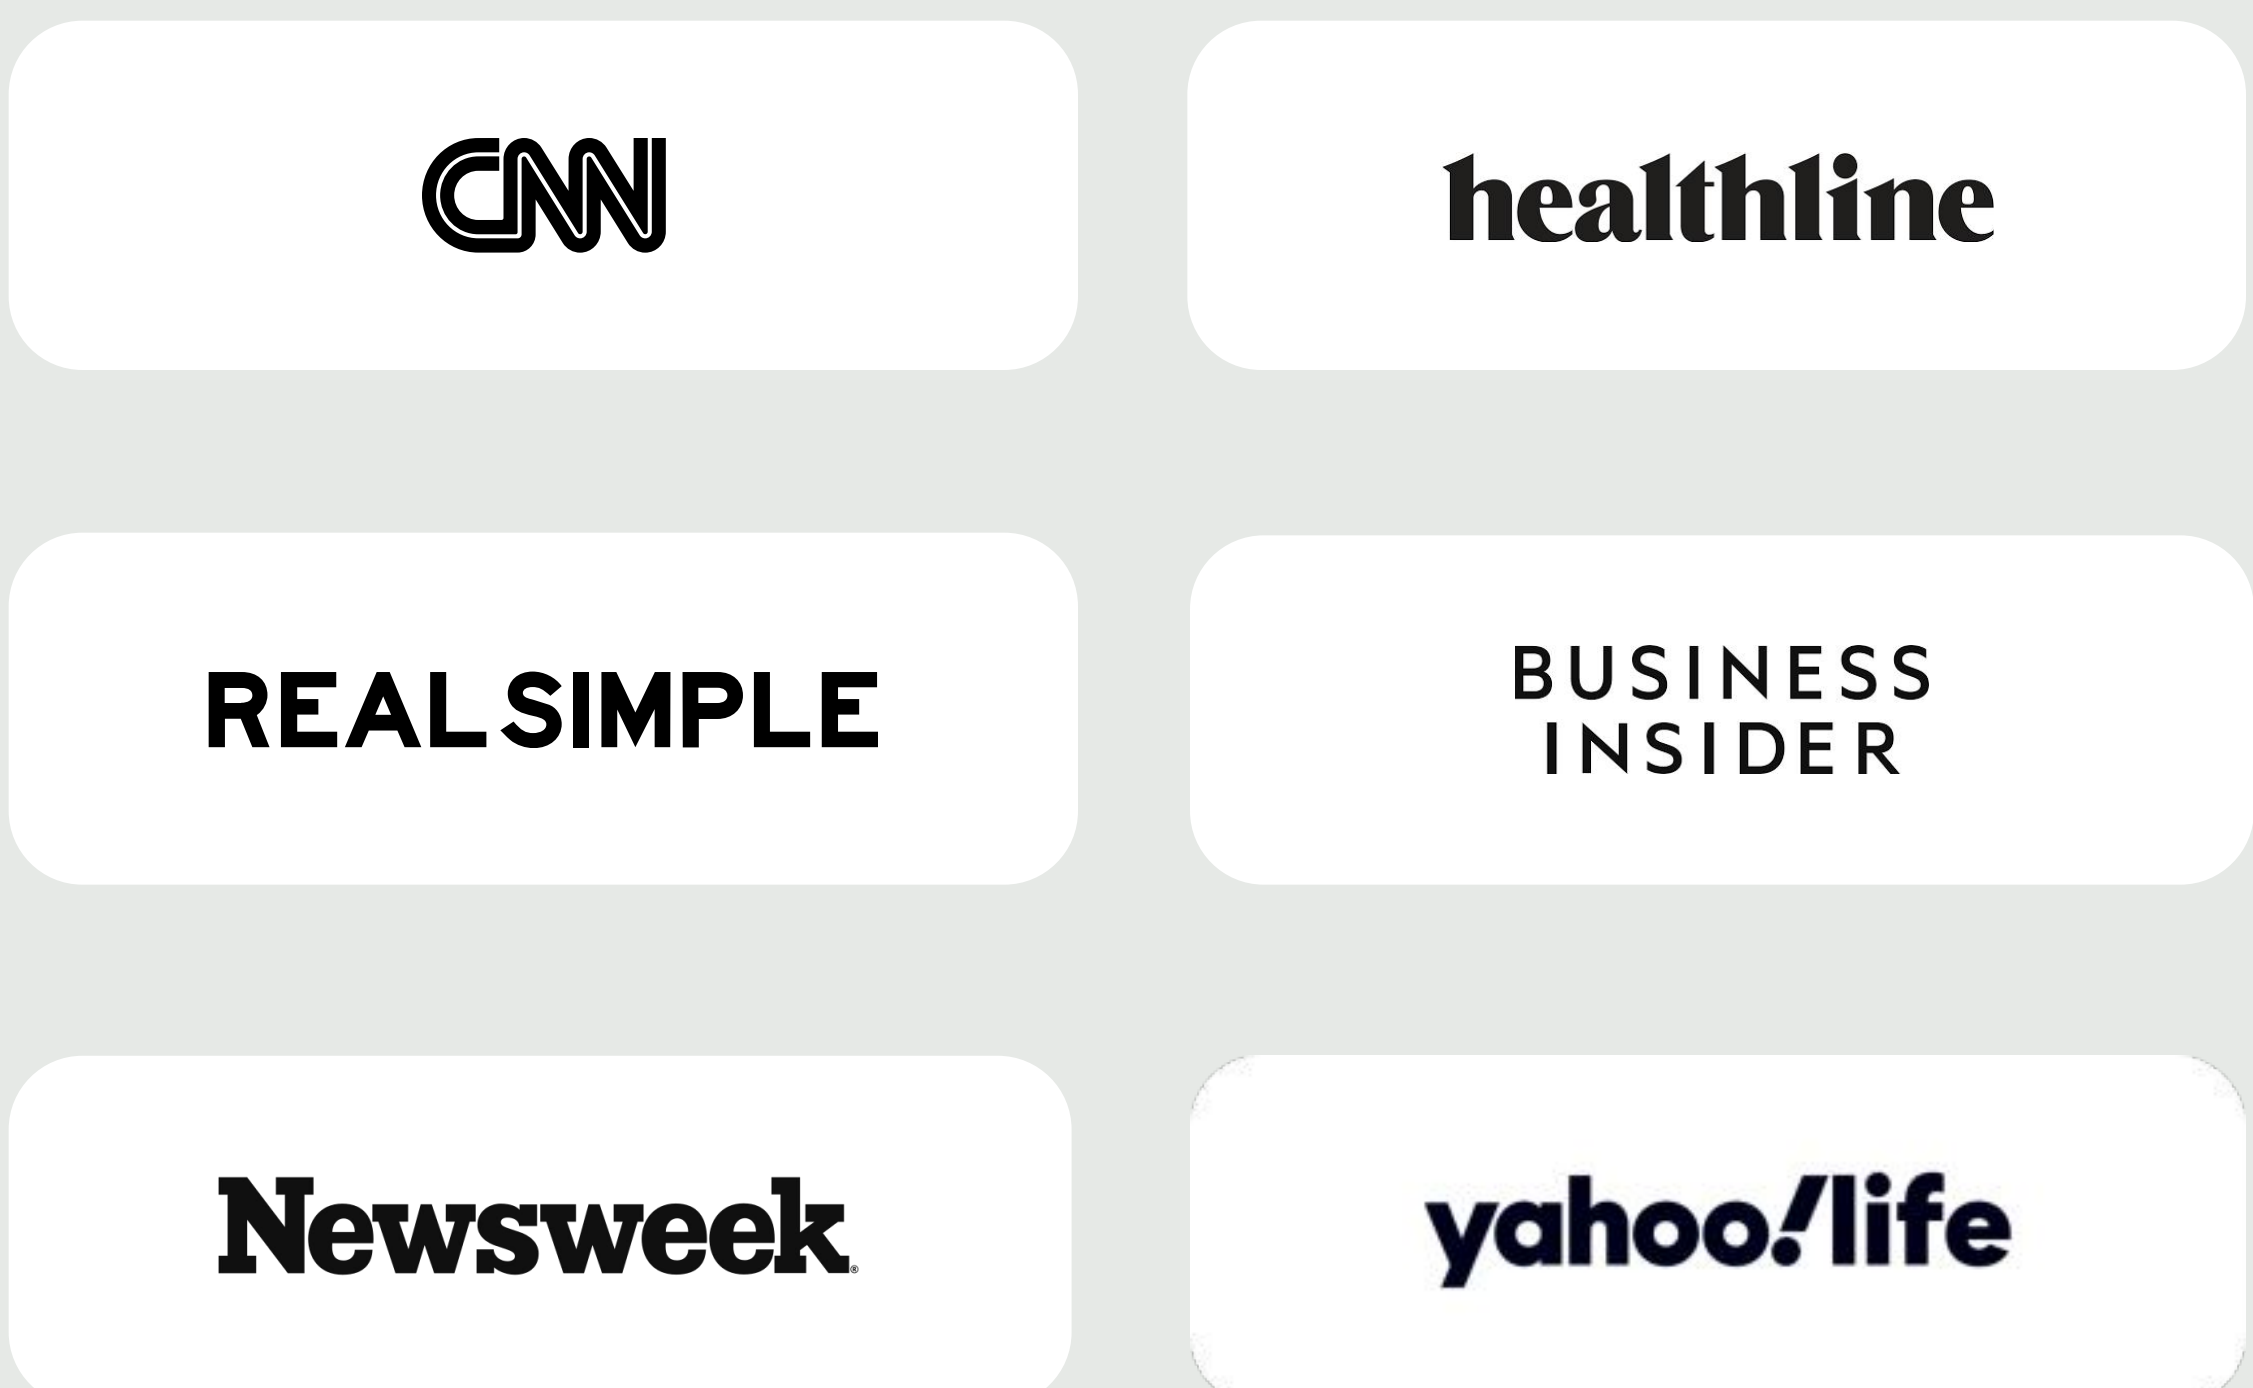 CNN
healthline
REAL SIMPLE
BUSINESS
INSIDER
Newsweek®
yahoo!life